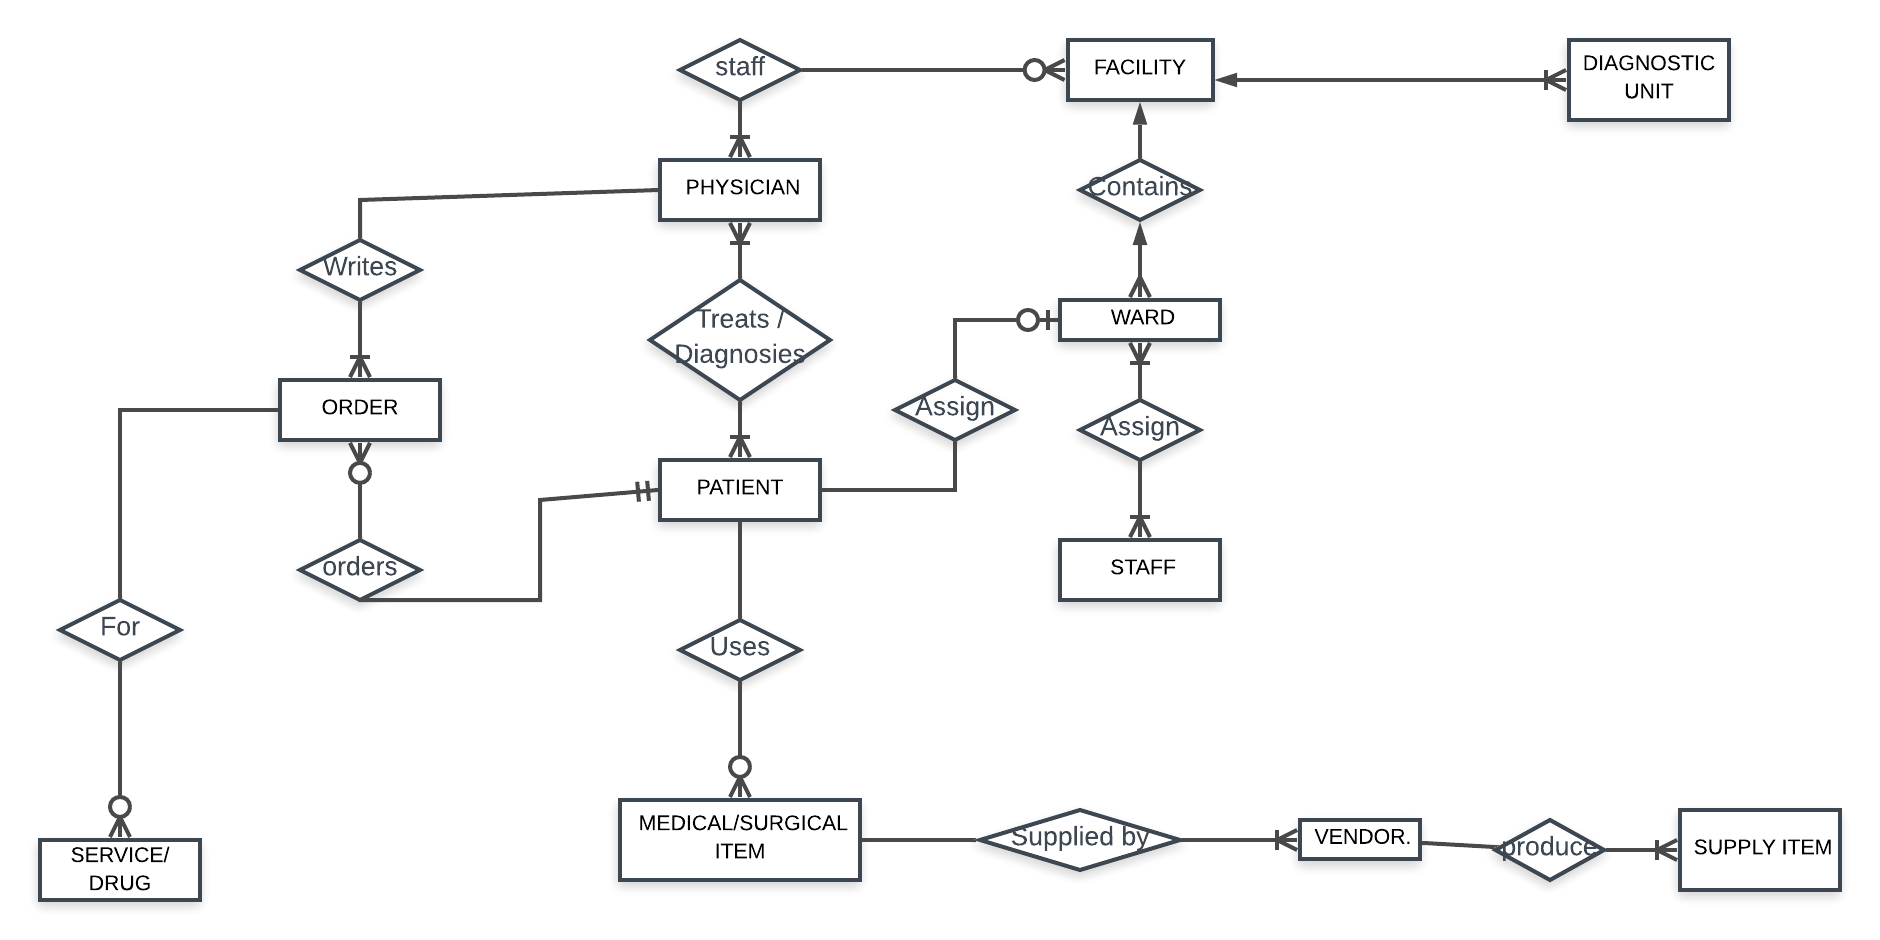 staff
FACILITY
DIAGNOSTIC
UNIT
PHYSICIAN
Contains
Writes
Treats /
Diagnosies
WARD
ORDER
Assign
Assign
PATIENT
orders
STAFF
For
Uses
MEDICAL/SURGICAL
ITEM
Supplied by
VENDOR.
produce
SUPPLY ITEM
SERVICE/
DRUG